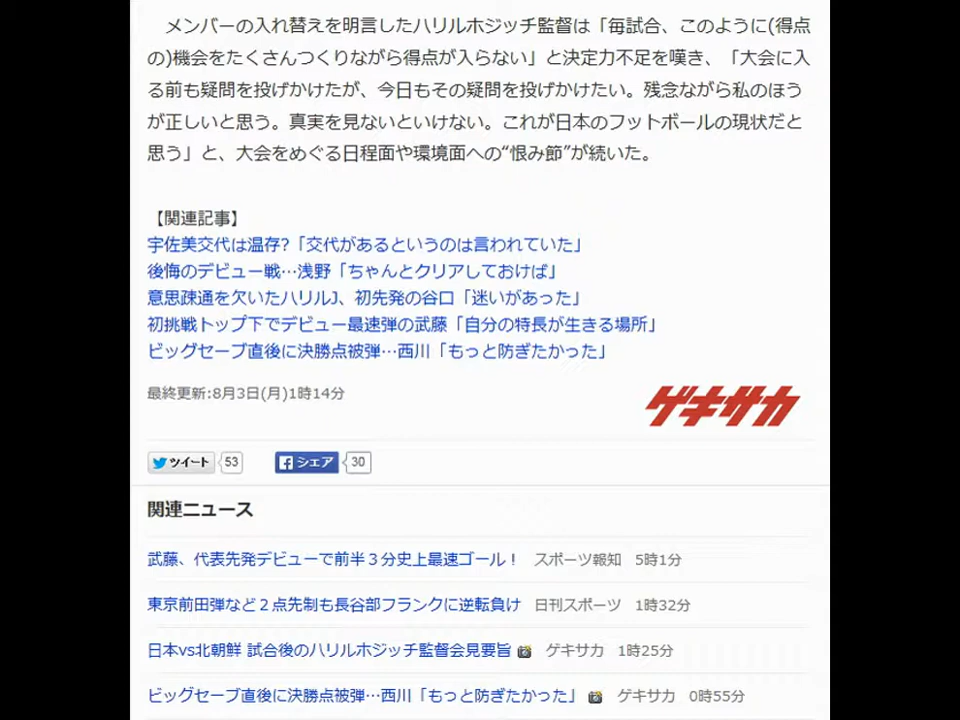 メンバーの入れ替えを明言したハリルホジッチ監督は「毎試合、このように(得点
の)機会をたくさんつくりながら得点が入らない」と決定力不足を嘆き、「大会に入
る前も疑問を投げかけたが、今日もその疑問を投げかけたい。残念ながら私のほう
が正しいと思う。真実を見ないといけない。これが日本のフットボールの現状だと
思う」と、大会をめぐる日程面や環境面への“恨み節”が続いた。
【関連記事】
宇佐美交代は温存?「交代があるというのは言われていた」
後悔のデビュー戦…浅野「ちゃんとクリアしておけば」
意思疎通を欠いたハリルJ、初先発の谷口「迷いがあった」
初挑戦トップ下でデビュー最速弾の武藤「自分の特長が生きる場所」
ビッグセーブ直後に決勝点被弾…西川「もっと防ぎたかった」
最終更新:8月3日(月)1時14分
ゲキサカ
ツイート 53 シェア 30
関連ニュース
武藤、代表先発デビューで前半３分史上最速ゴール！ スポーツ報知 5時1分
東京前田弾など２点先制も長谷部フランクに逆転負け 日刊スポーツ 1時32分
日本vs北朝鮮 試合後のハリルホジッチ監督会見要旨 ゲキサカ 1時25分
ビッグセーブ直後に決勝点被弾…西川「もっと防ぎたかった」 ゲキサカ 0時55分